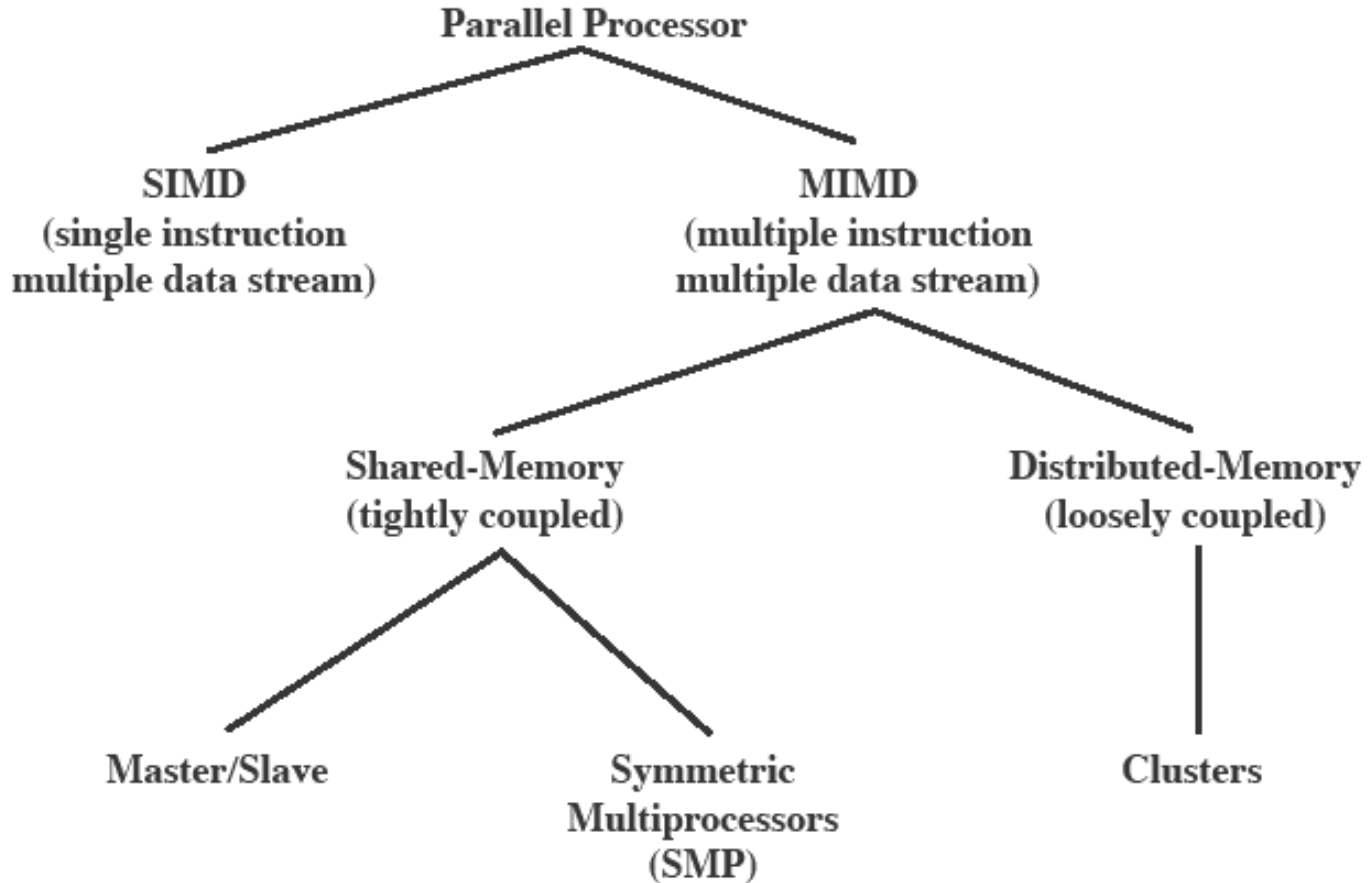 Parallel Processor
SIMD
(single instruction
multiple data stream)
MIMD
(multiple instruction
multiple data stream)
Shared-Memory
(tightly coupled)
Distributed-Memory
(loosely coupled)
Master/Slave
Symmetric
Multiprocessors
(SMP)
Clusters